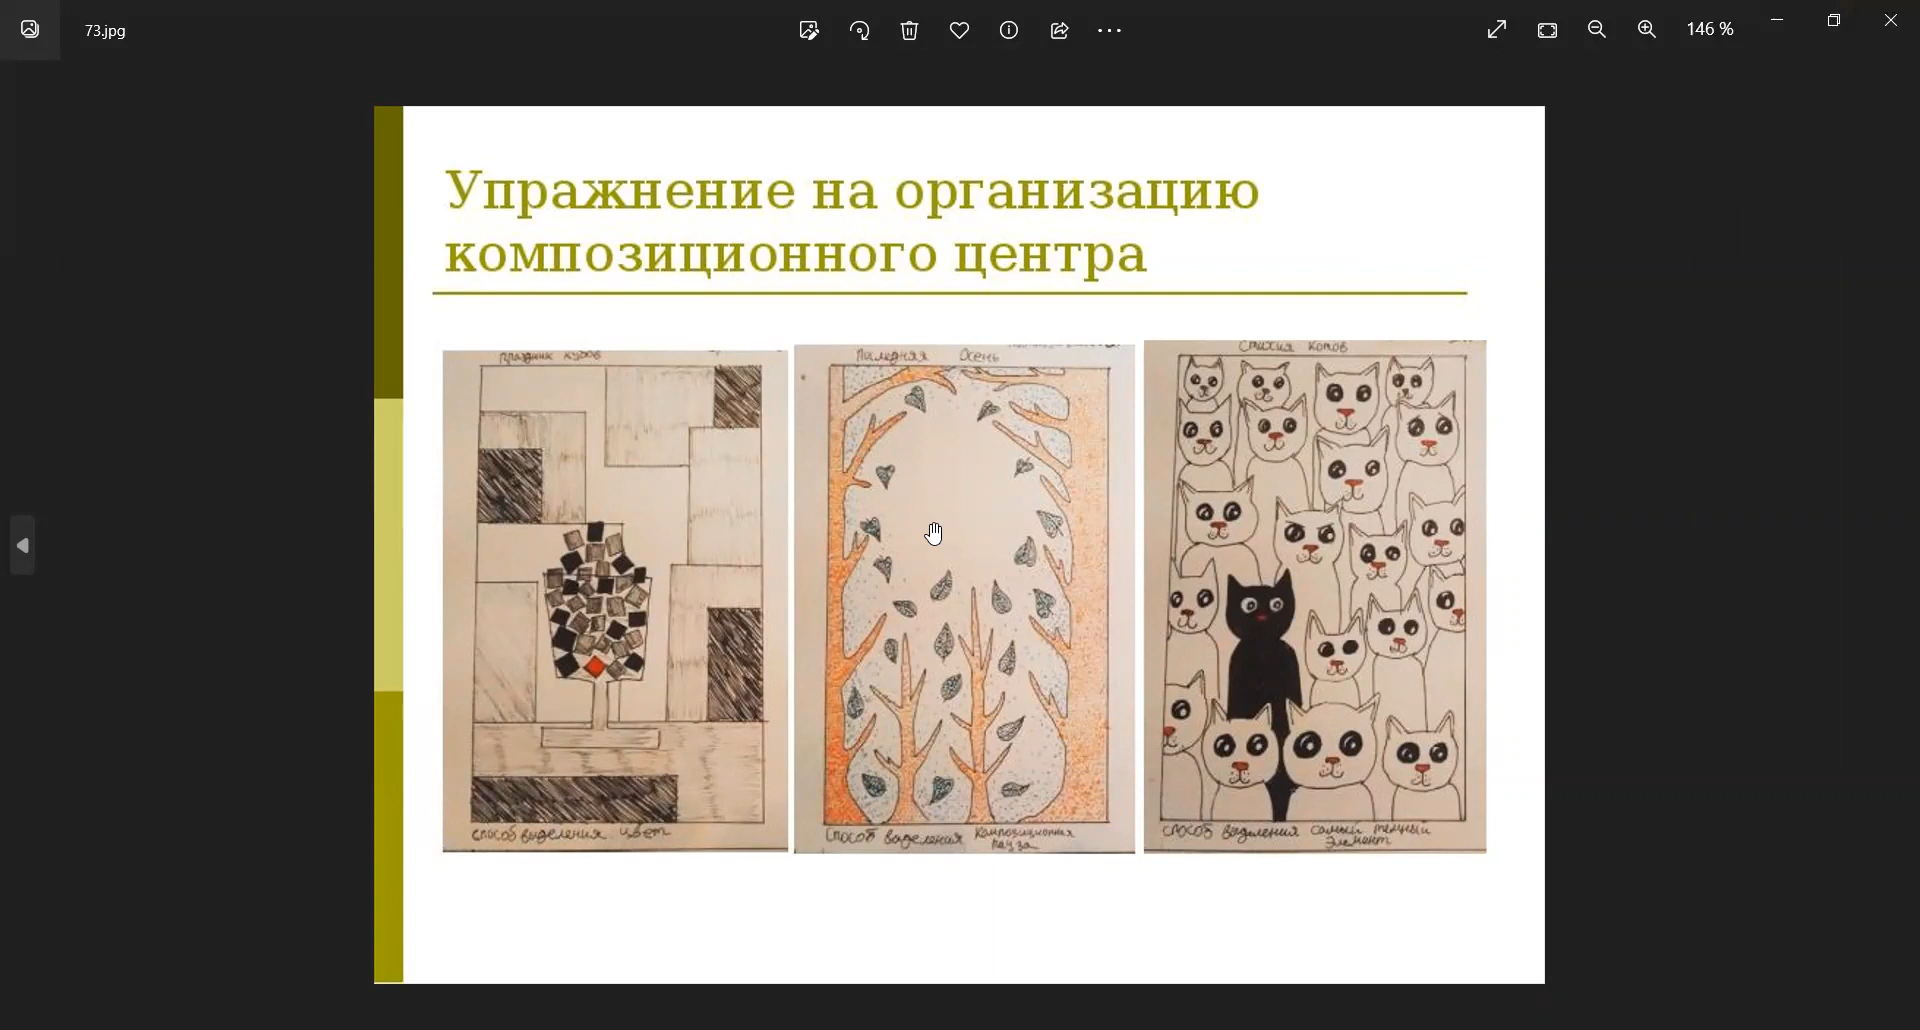 73.jpg
146 %
Упражнение на организацию
композиционного центра
Праздник кубов
Последняя Осень
Стихия котов
способ выделения цвет
Способ выделения композиционная
пауза
способ выделения самый темный
элемент